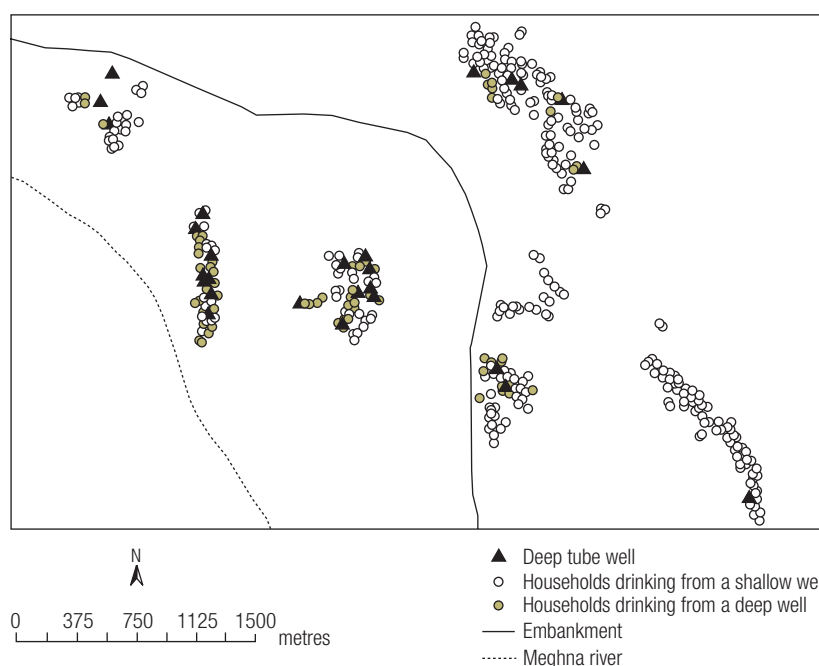 N
0 375 750 1125 1500
metres
Deep tube well
Households drinking from a shallow we
Households drinking from a deep well
Embankment
Meghna river